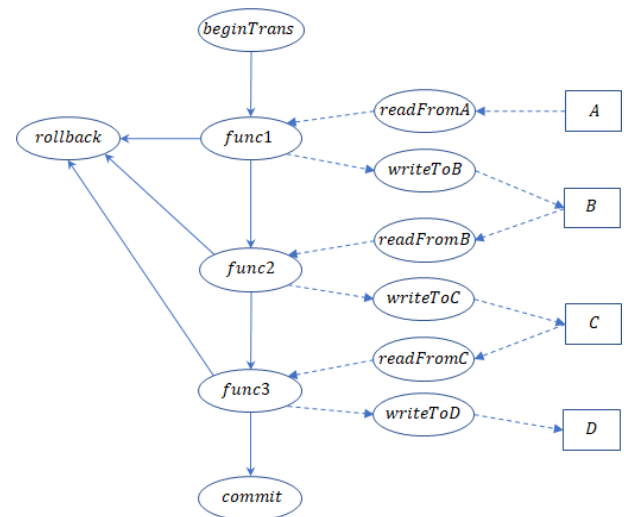 beginTrans
readFromA
A
rollback
func1
writeToB
B
readFromB
func2
writeToC
C
readFromC
func3
writeToD
D
commit